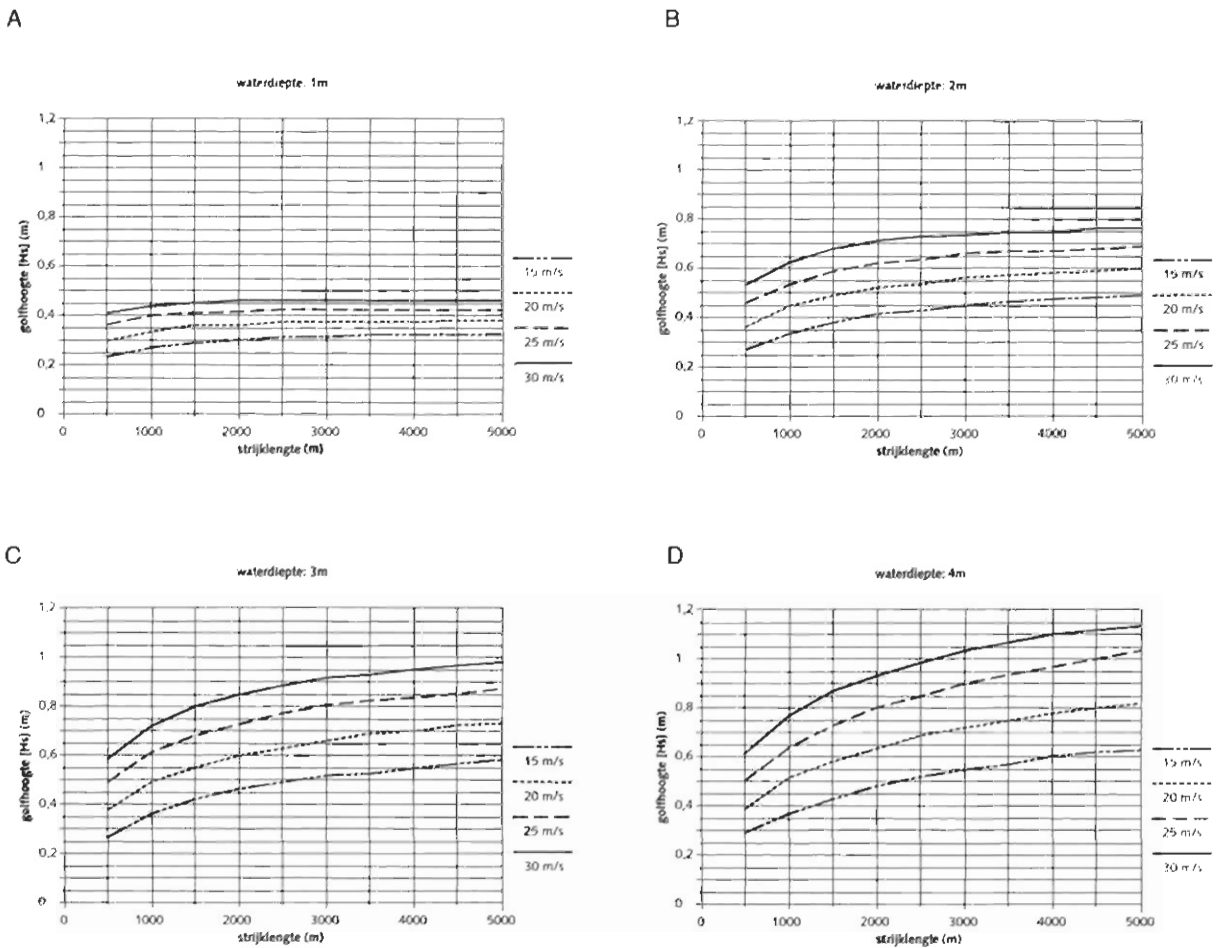 A
waterdiepte: 1m
golfhoogte [Hs] (m)
1,2
1
0,8
0,6
0,4
0,2
0
0 1000 2000 3000 4000 5000
strijklengte (m)
15 m/s
20 m/s
25 m/s
30 m/s
B
waterdiepte: 2m
golfhoogte [Hs] (m)
1,2
1
0,8
0,6
0,4
0,2
0
0 1000 2000 3000 4000 5000
strijklengte (m)
15 m/s
20 m/s
25 m/s
30 m/s
C
waterdiepte: 3m
golfhoogte [Hs] (m)
1,2
1
0,8
0,6
0,4
0,2
0
0 1000 2000 3000 4000 5000
strijklengte (m)
15 m/s
20 m/s
25 m/s
30 m/s
D
waterdiepte: 4m
golfhoogte [Hs] (m)
1,2
1
0,8
0,6
0,4
0,2
0
0 1000 2000 3000 4000 5000
strijklengte (m)
15 m/s
20 m/s
25 m/s
30 m/s